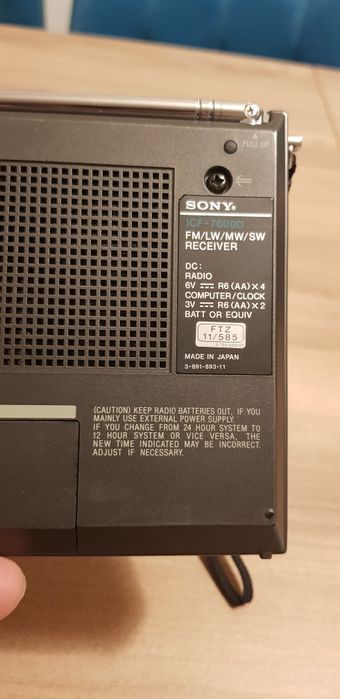 PULL UP
SONY®
ICF-7600D
FM/LW/MW/SW
RECEIVER
DC:
RADIO
6V ⎓ R6 (AA) × 4
COMPUTER/CLOCK
3V ⎓ R6 (AA) × 2
BATT OR EQUIV
FTZ
11/585
MADE IN JAPAN
3-891-893-11
(CAUTION) KEEP RADIO BATTERIES OUT, IF YOU
MAINLY USE EXTERNAL POWER SUPPLY.
IF YOU CHANGE FROM 24 HOUR SYSTEM TO
12 HOUR SYSTEM OR VICE VERSA, THE
NEW TIME INDICATED MAY BE INCORRECT.
ADJUST IF NECESSARY.